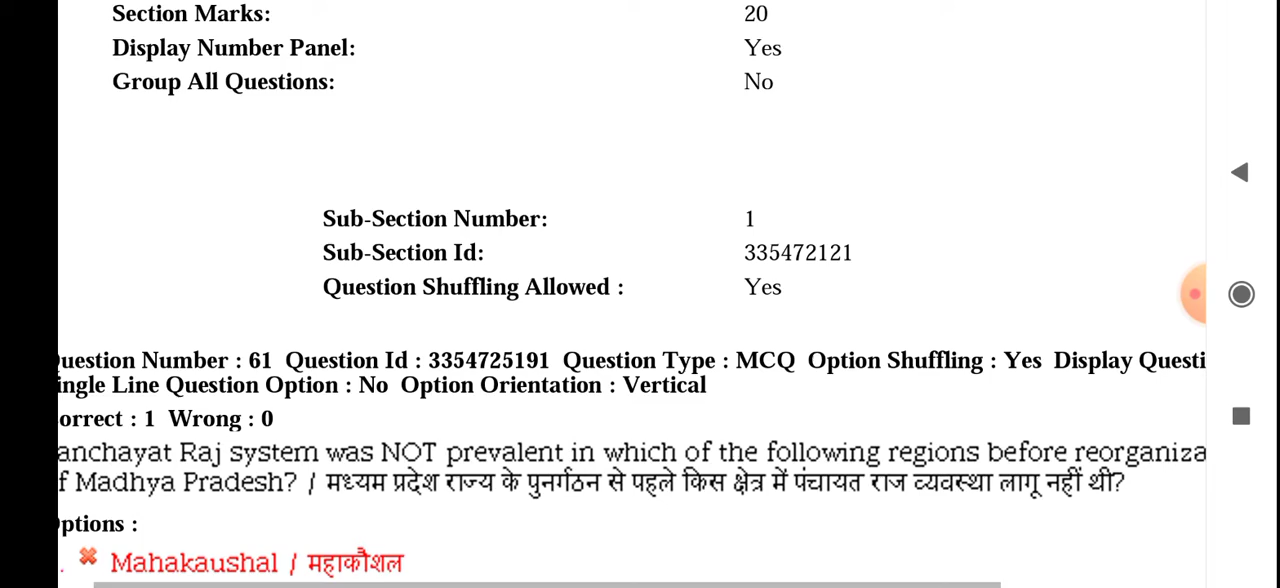 Section Marks: 20
Display Number Panel: Yes
Group All Questions: No
Sub-Section Number: 1
Sub-Section Id: 335472121
Question Shuffling Allowed : Yes
uestion Number : 61 Question Id : 3354725191 Question Type : MCQ Option Shuffling : Yes Display Questi
ingle Line Question Option : No Option Orientation : Vertical
orrect : 1 Wrong : 0
anchayat Raj system was NOT prevalent in which of the following regions before reorganiza
f Madhya Pradesh? / मध्यम प्रदेश राज्य के पुनर्गठन से पहले किस क्षेत्र में पंचायत राज व्यवस्था लागू नहीं थी?
ptions :
. Mahakaushal / महाकौशल